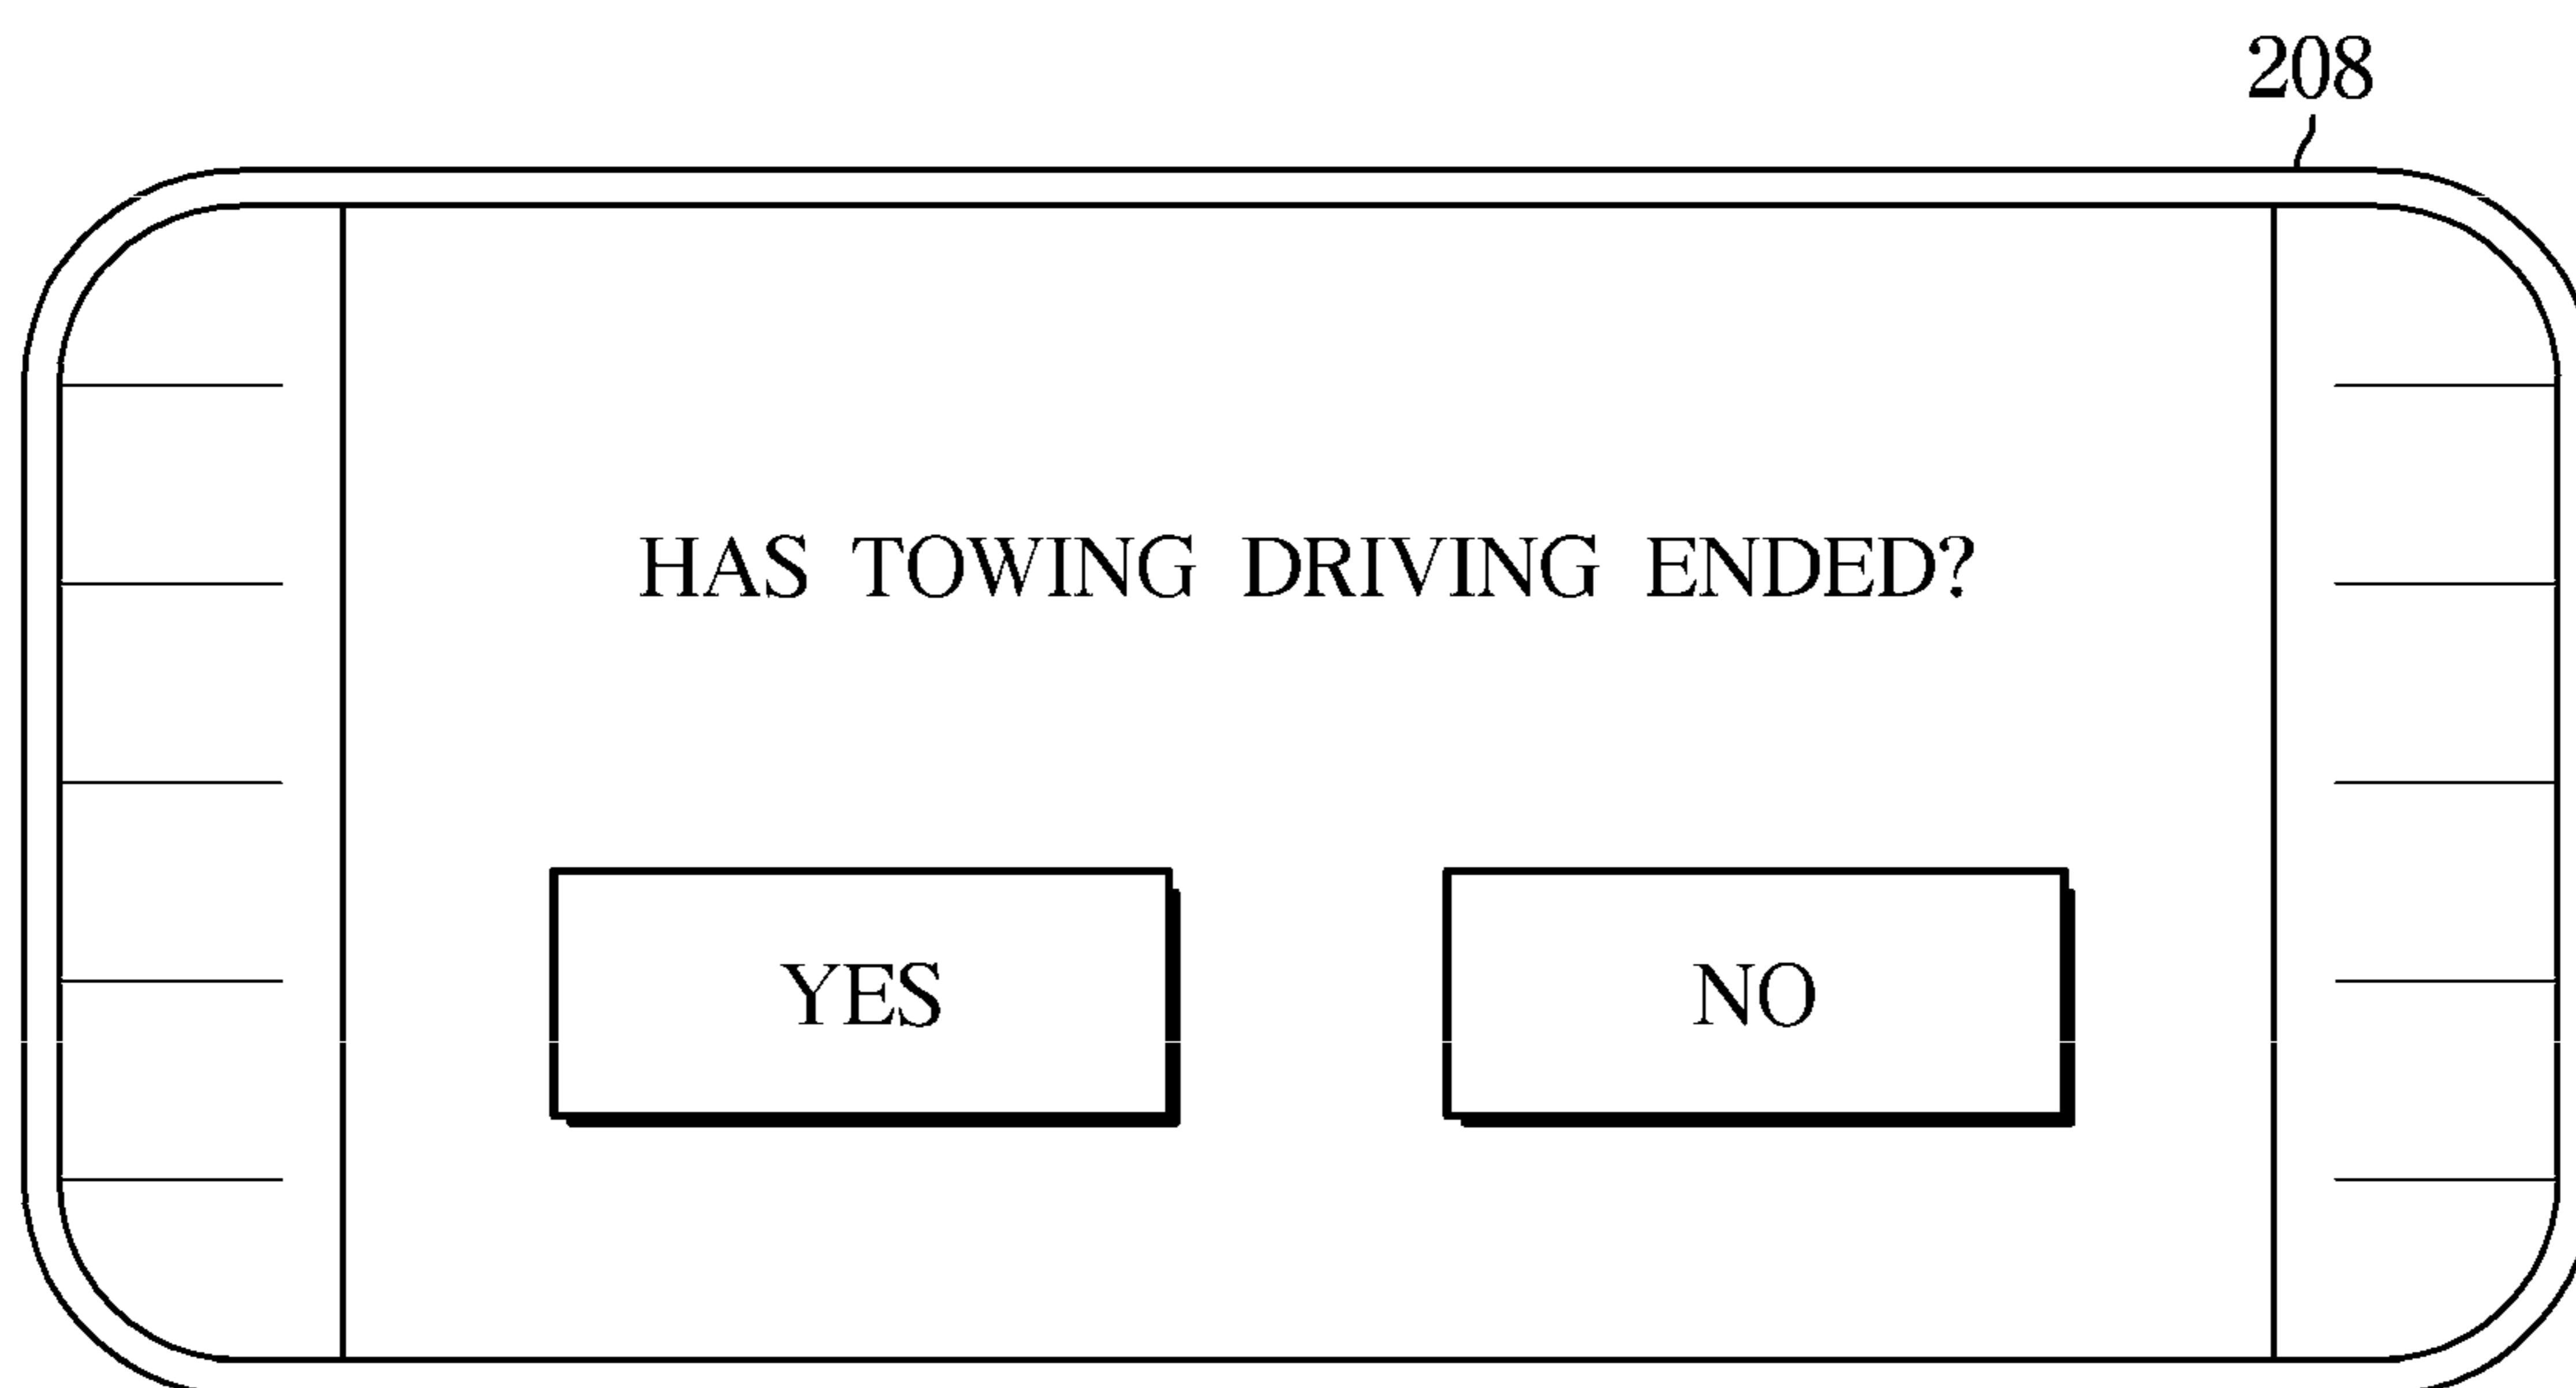 208
HAS TOWING DRIVING ENDED?
YES
NO